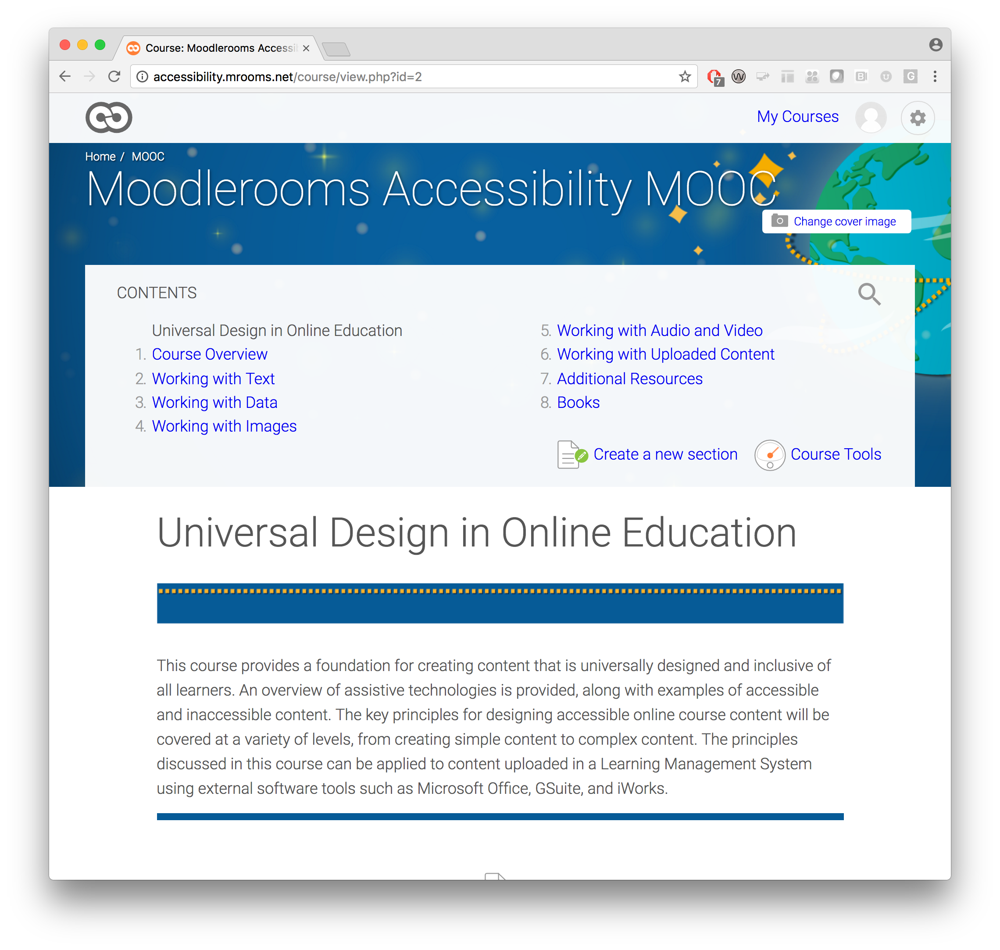 Course: Moodlerooms Accessi
accessibility.mrooms.net/course/view.php?id=2
7
W
B
U
G
My Courses
Home / MOOC
Moodlerooms Accessibility MOOC
Change cover image
CONTENTS
Universal Design in Online Education
1. Course Overview
2. Working with Text
3. Working with Data
4. Working with Images
5. Working with Audio and Video
6. Working with Uploaded Content
7. Additional Resources
8. Books
Create a new section
Course Tools
Universal Design in Online Education
This course provides a foundation for creating content that is universally designed and inclusive of
all learners. An overview of assistive technologies is provided, along with examples of accessible
and inaccessible content. The key principles for designing accessible online course content will be
covered at a variety of levels, from creating simple content to complex content. The principles
discussed in this course can be applied to content uploaded in a Learning Management System
using external software tools such as Microsoft Office, GSuite, and iWorks.